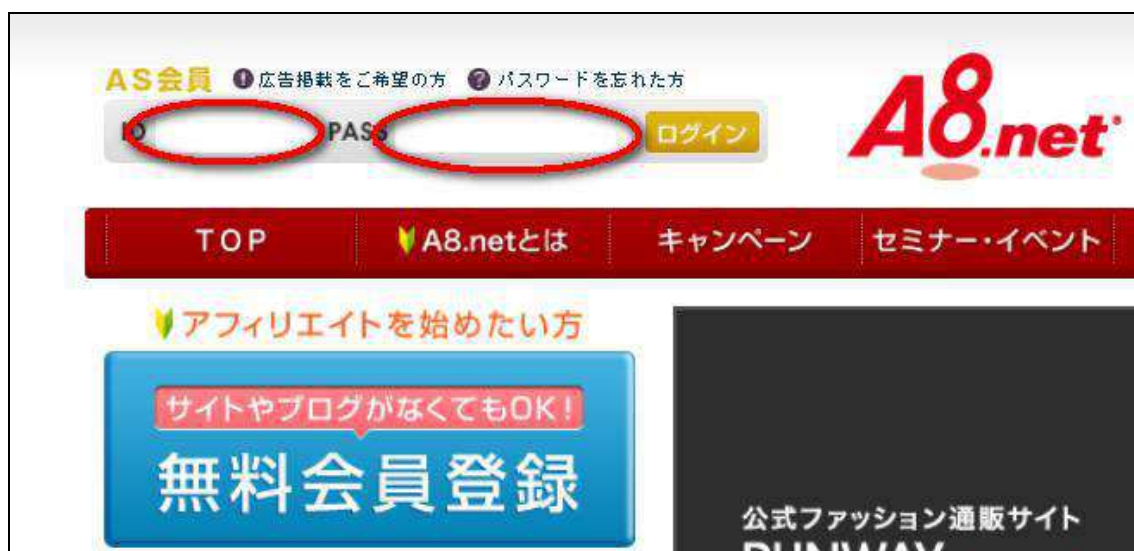 AS会員 広告掲載をご希望の方 パスワードを忘れた方
ID PASS ログイン
A8.net
TOP A8.netとは キャンペーン セミナー・イベント
アフィリエイトを始めたい方
サイトやブログがなくてもOK!
無料会員登録
公式ファッション通販サイト
RUNWAY